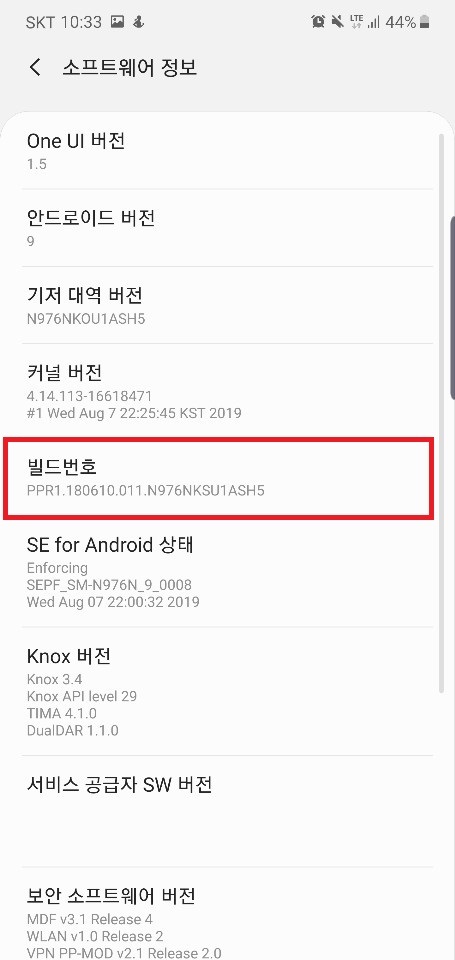 SKT 10:33 LTE 44%
소프트웨어 정보
One UI 버전
1.5
안드로이드 버전
9
기저 대역 버전
N976NKOU1ASH5
커널 버전
4.14.113-16618471
#1 Wed Aug 7 22:25:45 KST 2019
빌드번호
PPR1.180610.011.N976NKSU1ASH5
SE for Android 상태
Enforcing
SEPF_SM-N976N_9_0008
Wed Aug 07 22:00:32 2019
Knox 버전
Knox 3.4
Knox API level 29
TIMA 4.1.0
DualDAR 1.1.0
서비스 공급자 SW 버전
보안 소프트웨어 버전
MDF v3.1 Release 4
WLAN v1.0 Release 2
VPN PP-MOD v2.1 Release 2.0